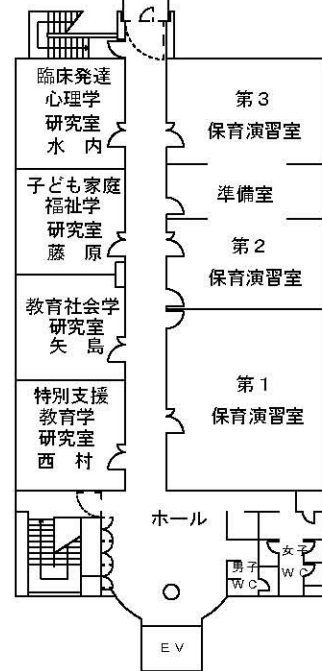 臨床発達
心理学
研究室
水 内
子ども家庭
福祉学
研究室
藤 原
教育社会学
研究室
矢 島
特別支援
教育学
研究室
西 村
第３
保育演習室
準備室
第２
保育演習室
第１
保育演習室
ホール
男子
ＷＣ
女子
ＷＣ
ＥＶ